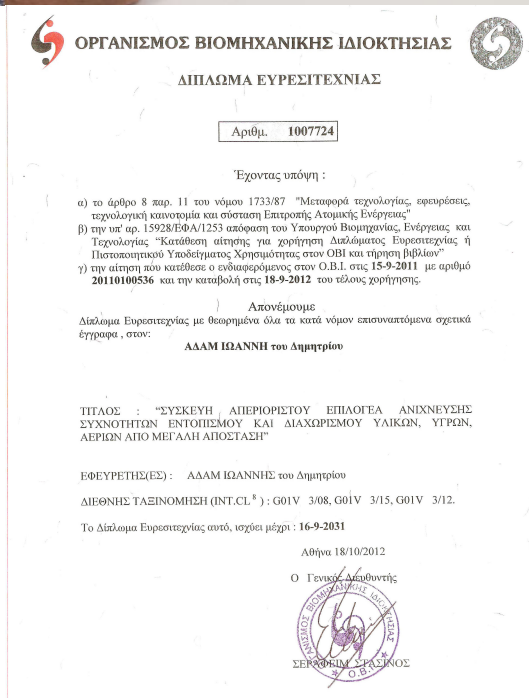 ΟΡΓΑΝΙΣΜΟΣ ΒΙΟΜΗΧΑΝΙΚΗΣ ΙΔΙΟΚΤΗΣΙΑΣ
ΔΙΠΛΩΜΑ ΕΥΡΕΣΙΤΕΧΝΙΑΣ
Αριθμ. 1007724
Έχοντας υπόψη :
α) το άρθρο 8 παρ. 11 του νόμου 1733/87 "Μεταφορά τεχνολογίας, εφευρέσεις,
τεχνολογική καινοτομία και σύσταση Επιτροπής Ατομικής Ενέργειας"
β) την υπ' αρ. 15928/ΕΦΑ/1253 απόφαση του Υπουργού Βιομηχανίας, Ενέργειας και
Τεχνολογίας “Κατάθεση αίτησης για χορήγηση Διπλώματος Ευρεσιτεχνίας ή
Πιστοποιητικού Υποδείγματος Χρησιμότητας στον ΟΒΙ και τήρηση βιβλίων”
γ) την αίτηση που κατέθεσε ο ενδιαφερόμενος στον Ο.Β.Ι. στις 15-9-2011 με αριθμό
20110100536 και την καταβολή στις 18-9-2012 του τέλους χορήγησης.
Απονέμουμε
Δίπλωμα Ευρεσιτεχνίας με θεωρημένα όλα τα κατά νόμον επισυναπτόμενα σχετικά
έγγραφα , στον:
ΑΔΑΜ ΙΩΑΝΝΗ του Δημητρίου
ΤΙΤΛΟΣ : “ΣΥΣΚΕΥΗ ΑΠΕΡΙΟΡΙΣΤΟΥ ΕΠΙΛΟΓΕΑ ΑΝΙΧΝΕΥΣΗΣ
ΣΥΧΝΟΤΗΤΩΝ ΕΝΤΟΠΙΣΜΟΥ ΚΑΙ ΔΙΑΧΩΡΙΣΜΟΥ ΥΛΙΚΩΝ, ΥΓΡΩΝ,
ΑΕΡΙΩΝ ΑΠΟ ΜΕΓΑΛΗ ΑΠΟΣΤΑΣΗ”
ΕΦΕΥΡΕΤΗΣ(ΕΣ) : ΑΔΑΜ ΙΩΑΝΝΗΣ του Δημητρίου
ΔΙΕΘΝΗΣ ΤΑΞΙΝΟΜΗΣΗ (INT.CL 8 ) : G01V 3/08, G01V 3/15, G01V 3/12.
Το Δίπλωμα Ευρεσιτεχνίας αυτό, ισχύει μέχρι : 16-9-2031
Αθήνα 18/10/2012
Ο Γενικός Διευθυντής
ΟΡΓΑΝΙΣΜΟΣ ΒΙΟΜΗΧΑΝΙΚΗΣ ΙΔΙΟΚΤΗΣΙΑΣ
Ο.Β.Ι.
ΣΕΡΑΦΕΙΜ ΣΤΑΣΙΝΟΣ